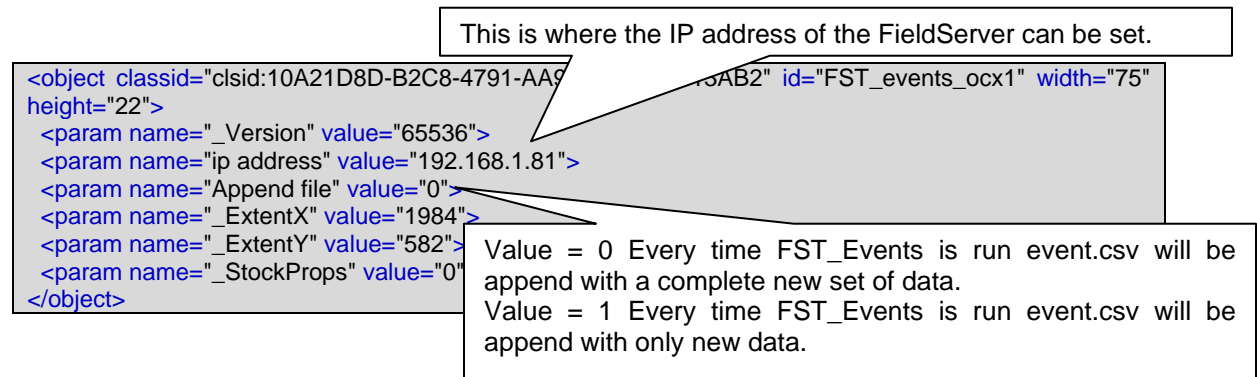 This is where the IP address of the FieldServer can be set.
<object classid="clsid:10A21D8D-B2C8-4791-AA9 AB2" id="FST_events_ocx1" width="75"
height="22">
<param name="_Version" value="65536">
<param name="ip address" value="192.168.1.81">
<param name="Append file" value="0">
<param name="_ExtentX" value="1984">
<param name="_ExtentY" value="582">
<param name="_StockProps" value="0"
</object>
Value = 0 Every time FST_Events is run event.csv will be
append with a complete new set of data.
Value = 1 Every time FST_Events is run event.csv will be
append with only new data.